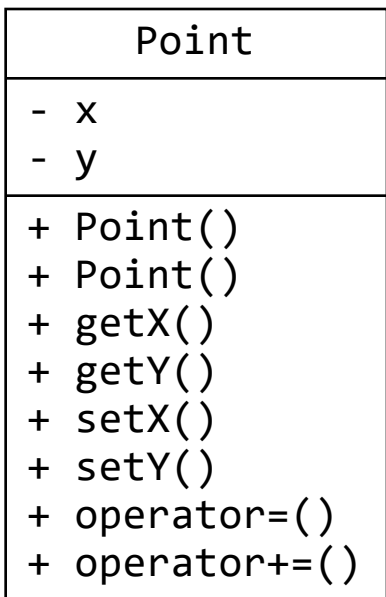 Point
- x
- y
+ Point()
+ Point()
+ getX()
+ getY()
+ setX()
+ setY()
+ operator=()
+ operator+=()